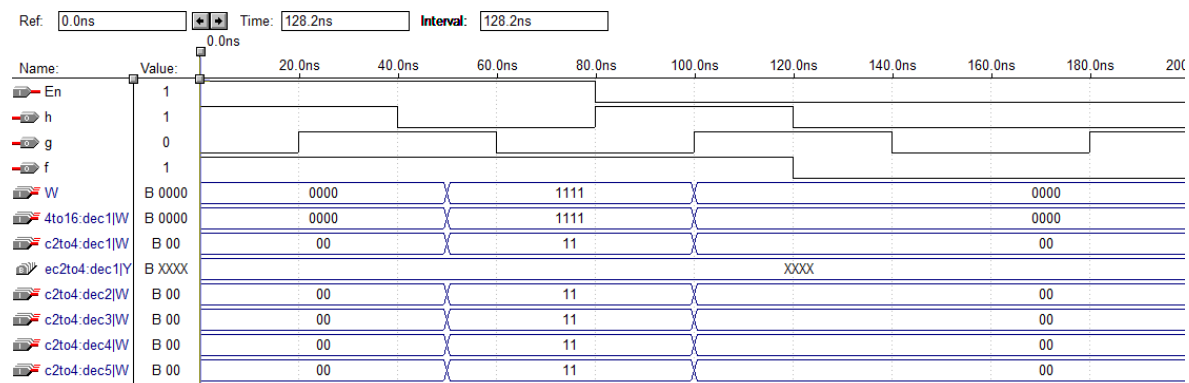 Ref: 0.0ns Time: 128.2ns Interval: 128.2ns
0.0ns
Name: Value: 20.0ns 40.0ns 60.0ns 80.0ns 100.0ns 120.0ns 140.0ns 160.0ns 180.0ns 200
En 1
h 1
g 0
f 1
W B 0000 0000 1111 0000
4to16:dec1|W B 0000 0000 1111 0000
c2to4:dec1|W B 00 00 11 00
ec2to4:dec1|Y B XXXX XXXX
c2to4:dec2|W B 00 00 11 00
c2to4:dec3|W B 00 00 11 00
c2to4:dec4|W B 00 00 11 00
c2to4:dec5|W B 00 00 11 00